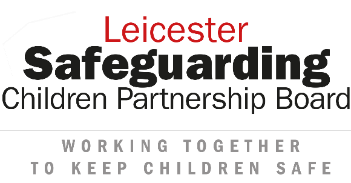 Leicester
Safeguarding
Children Partnership Board
WORKING TOGETHER
TO KEEP CHILDREN SAFE